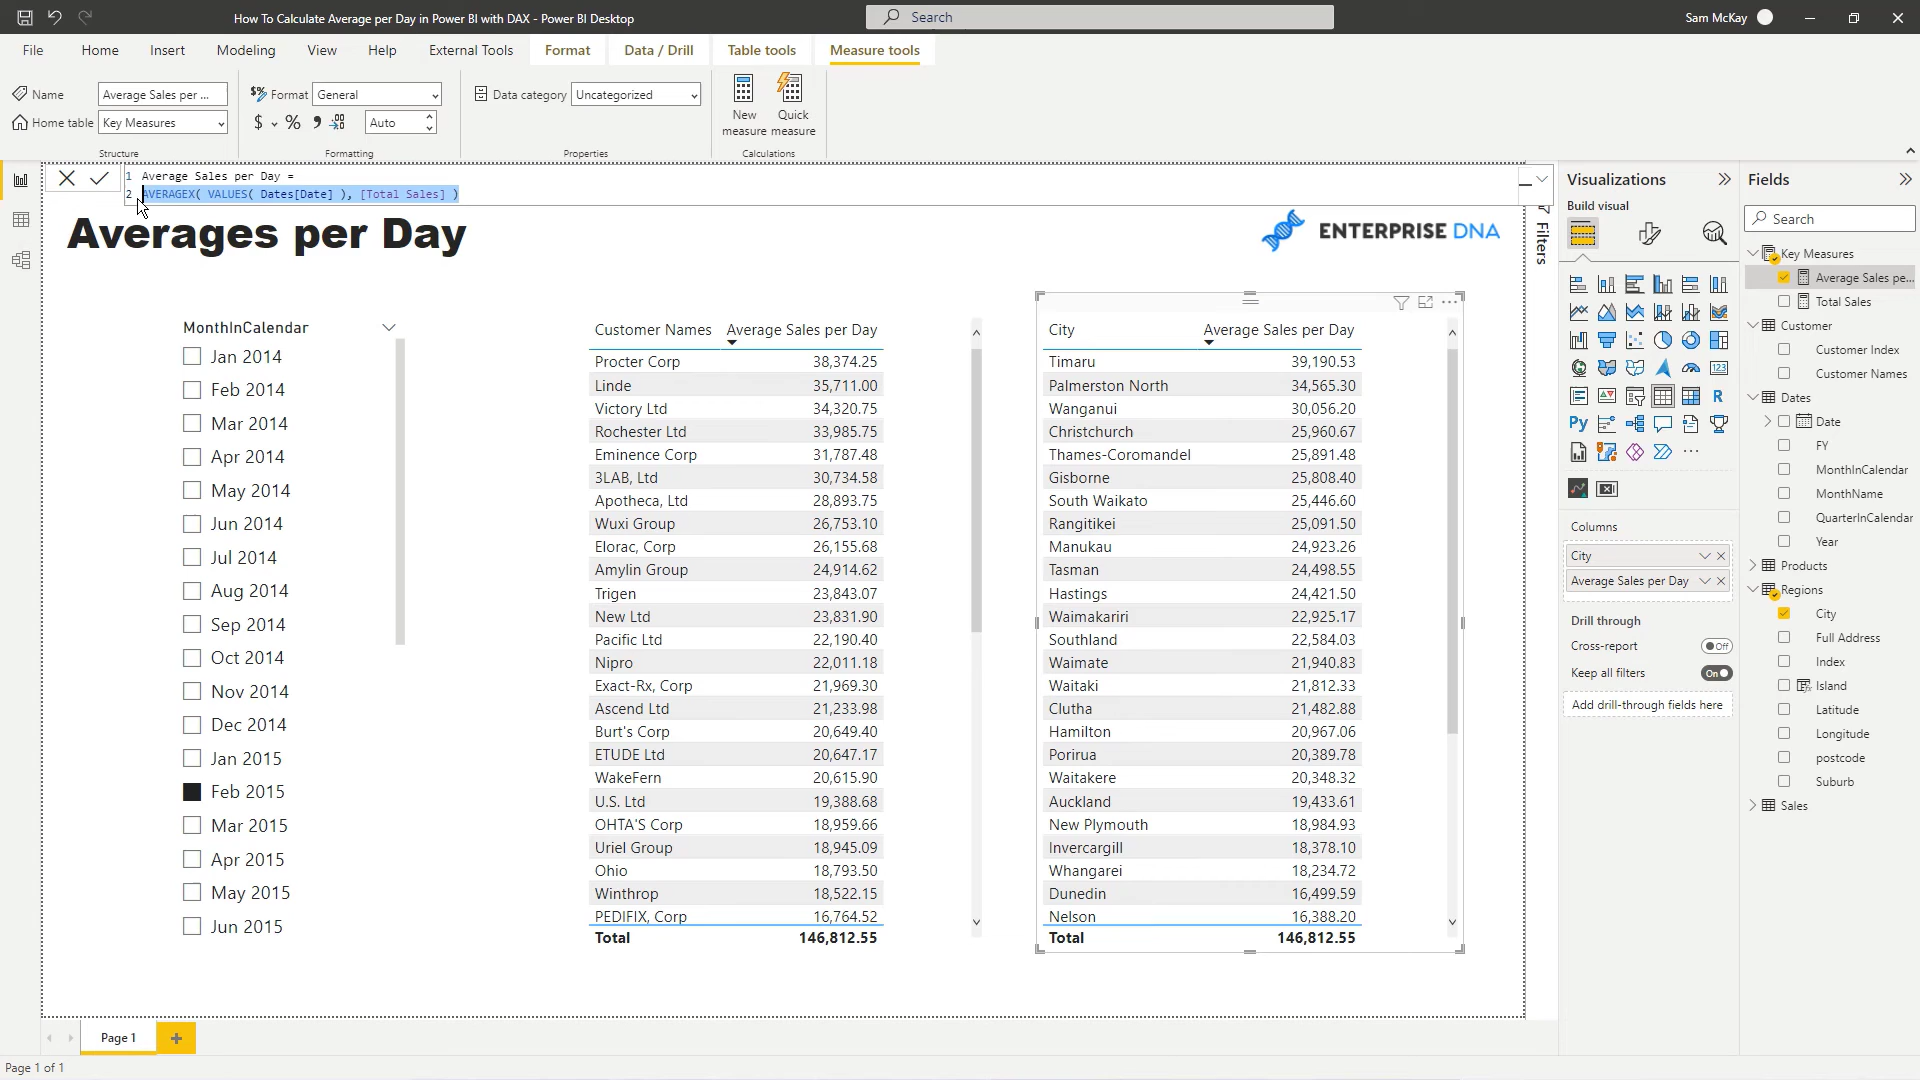 How To Calculate Average per Day in Power BI with DAX - Power BI Desktop
Search
Sam McKay
File Home Insert Modeling View Help External Tools Format Data / Drill Table tools Measure tools
Name Average Sales per ...
Home table Key Measures
Structure
$% Format General
$ % Auto
Formatting
Data category Uncategorized
Properties
New measure
Quick measure
Calculations
1 Average Sales per Day =
2 AVERAGEX( VALUES( Dates[Date] ), [Total Sales] )
Averages per Day
ENTERPRISE DNA
MonthInCalendar
Jan 2014
Feb 2014
Mar 2014
Apr 2014
May 2014
Jun 2014
Jul 2014
Aug 2014
Sep 2014
Oct 2014
Nov 2014
Dec 2014
Jan 2015
Feb 2015
Mar 2015
Apr 2015
May 2015
Jun 2015
Customer Names Average Sales per Day
Procter Corp 38,374.25
Linde 35,711.00
Victory Ltd 34,320.75
Rochester Ltd 33,985.75
Eminence Corp 31,787.48
3LAB, Ltd 30,734.58
Apotheca, Ltd 28,893.75
Wuxi Group 26,753.10
Elorac, Corp 26,155.68
Amylin Group 24,914.62
Trigen 23,843.07
New Ltd 23,831.90
Pacific Ltd 22,190.40
Nipro 22,011.18
Exact-Rx, Corp 21,969.30
Ascend Ltd 21,233.98
Burt's Corp 20,649.40
ETUDE Ltd 20,647.17
WakeFern 20,615.90
U.S. Ltd 19,388.68
OHTA'S Corp 18,959.66
Uriel Group 18,945.09
Ohio 18,793.50
Winthrop 18,522.15
PEDIFIX, Corp 16,764.52
Total 146,812.55
City Average Sales per Day
Timaru 39,190.53
Palmerston North 34,565.30
Wanganui 30,056.20
Christchurch 25,960.67
Thames-Coromandel 25,891.48
Gisborne 25,808.40
South Waikato 25,446.60
Rangitikei 25,091.50
Manukau 24,923.26
Tasman 24,498.55
Hastings 24,421.50
Waimakariri 22,925.17
Southland 22,584.03
Waimate 21,940.83
Waitaki 21,812.33
Clutha 21,482.88
Hamilton 20,967.06
Porirua 20,389.78
Waitakere 20,348.32
Auckland 19,433.61
New Plymouth 18,984.93
Invercargill 18,378.10
Whangarei 18,234.72
Dunedin 16,499.59
Nelson 16,388.20
Total 146,812.55
Filters
Visualizations
Build visual
123
R
Py
Columns
City
Average Sales per Day
Drill through
Cross-report Off
Keep all filters On
Add drill-through fields here
Fields
Search
Key Measures
Average Sales pe...
Total Sales
Customer
Customer Index
Customer Names
Dates
Date
FY
MonthInCalendar
MonthName
QuarterInCalendar
Year
Products
Regions
City
Full Address
Index
Island
Latitude
Longitude
postcode
Suburb
Sales
Page 1
Page 1 of 1